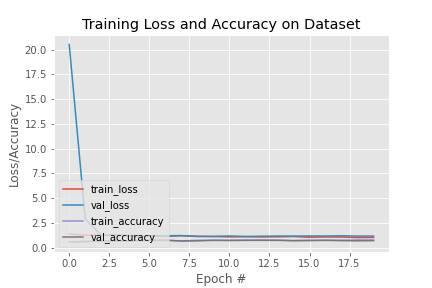 Training Loss and Accuracy on Dataset
20.0
17.5
15.0
12.5
10.0
7.5
5.0
2.5
0.0
Loss/Accuracy
train_loss
val_loss
train_accuracy
val_accuracy
0.0 2.5 5.0 7.5 10.0 12.5 15.0 17.5
Epoch #